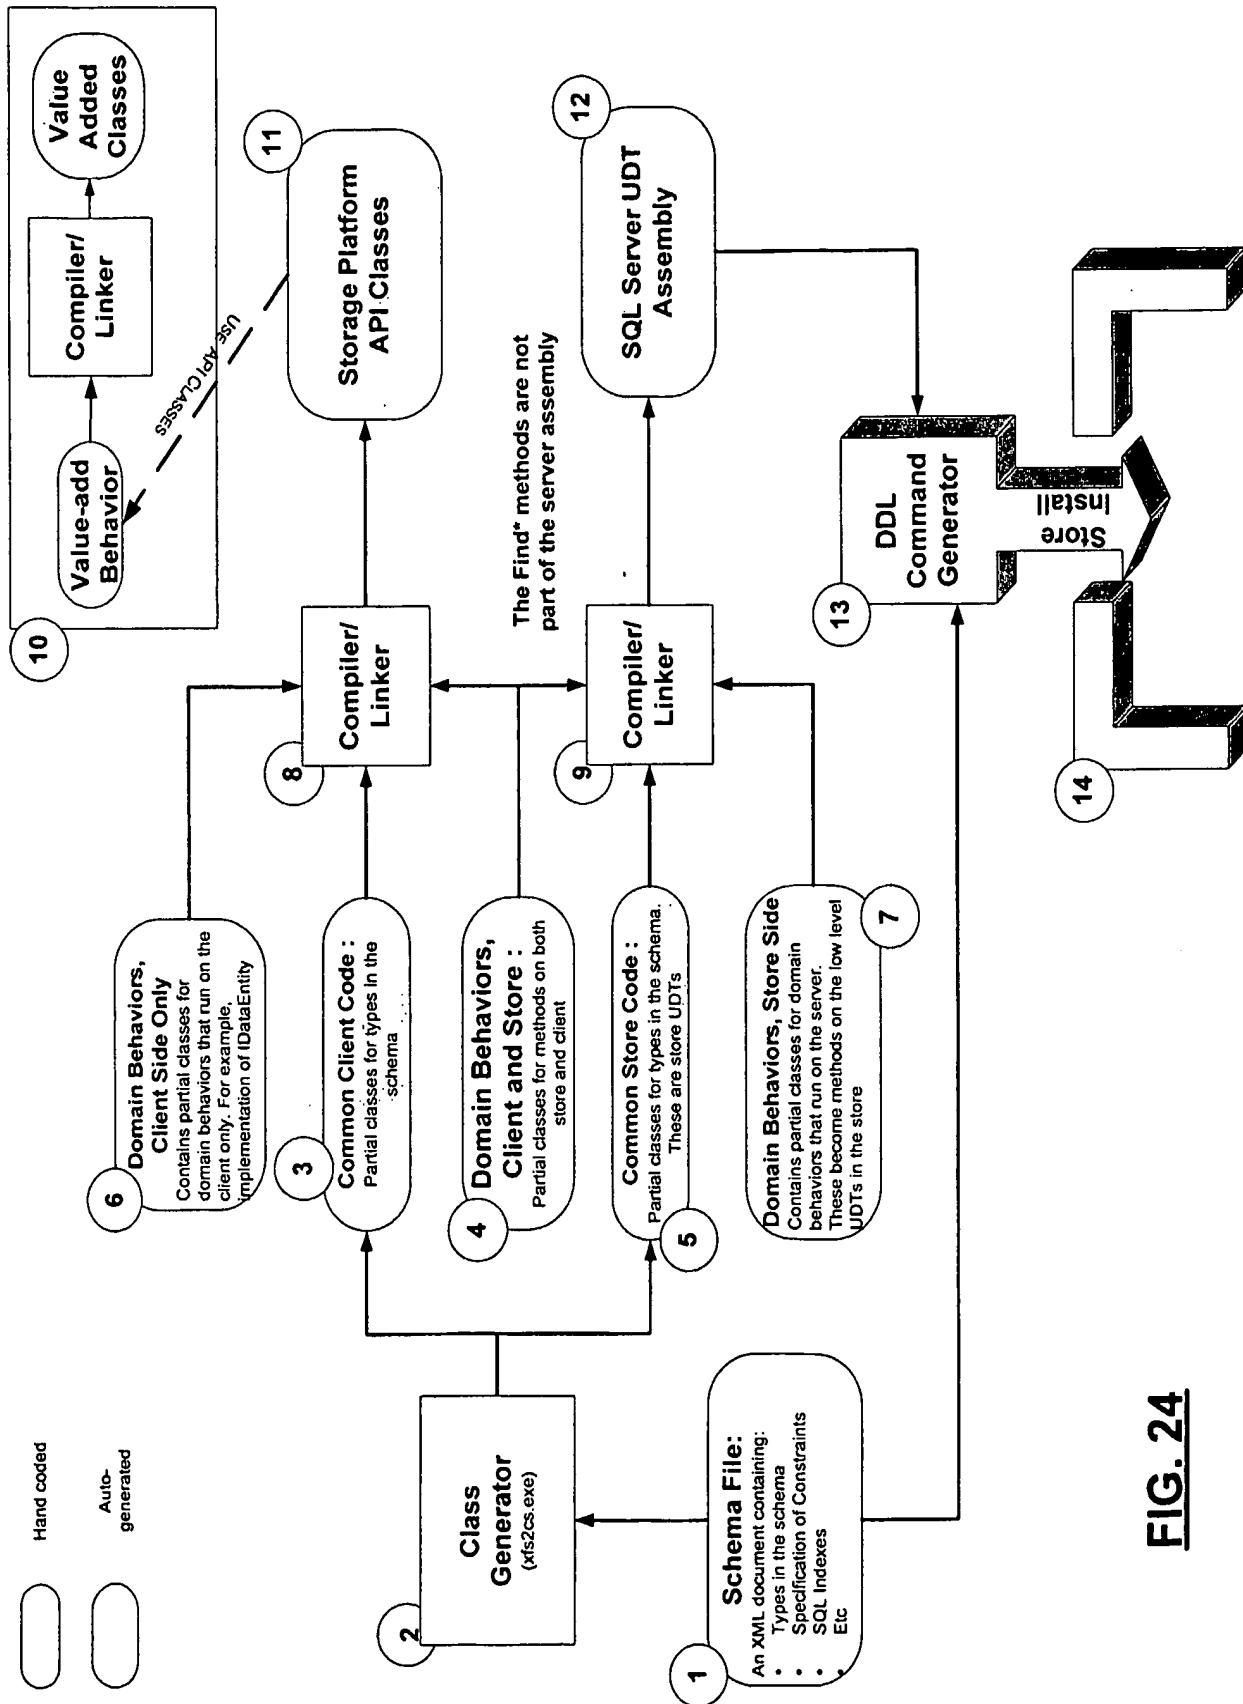 Hand coded
Auto-
generated
1
Schema File:
An XML document containing:
• Types in the schema
• Specification of Constraints
• SQL Indexes
• Etc
2
Class
Generator
(xfs2cs.exe)
6
Domain Behaviors,
Client Side Only
Contains partial classes for
domain behaviors that run on the
client only. For example,
implementation of IDataEntity
3
Common Client Code :
Partial classes for types in the
schema
4
Domain Behaviors,
Client and Store :
Partial classes for methods on both
store and client
5
Common Store Code :
Partial classes for types in the schema.
These are store UDTs
7
Domain Behaviors, Store Side
Contains partial classes for domain
behaviors that run on the server.
These become methods on the low level
UDTs in the store
8
Compiler/
Linker
9
Compiler/
Linker
The Find* methods are not
part of the server assembly
10
Value-add
Behavior
Compiler/
Linker
Value
Added
Classes
USE API CLASSES
11
Storage Platform
API Classes
12
SQL Server UDT
Assembly
13
DDL
Command
Generator
Store
Install
14
FIG. 24